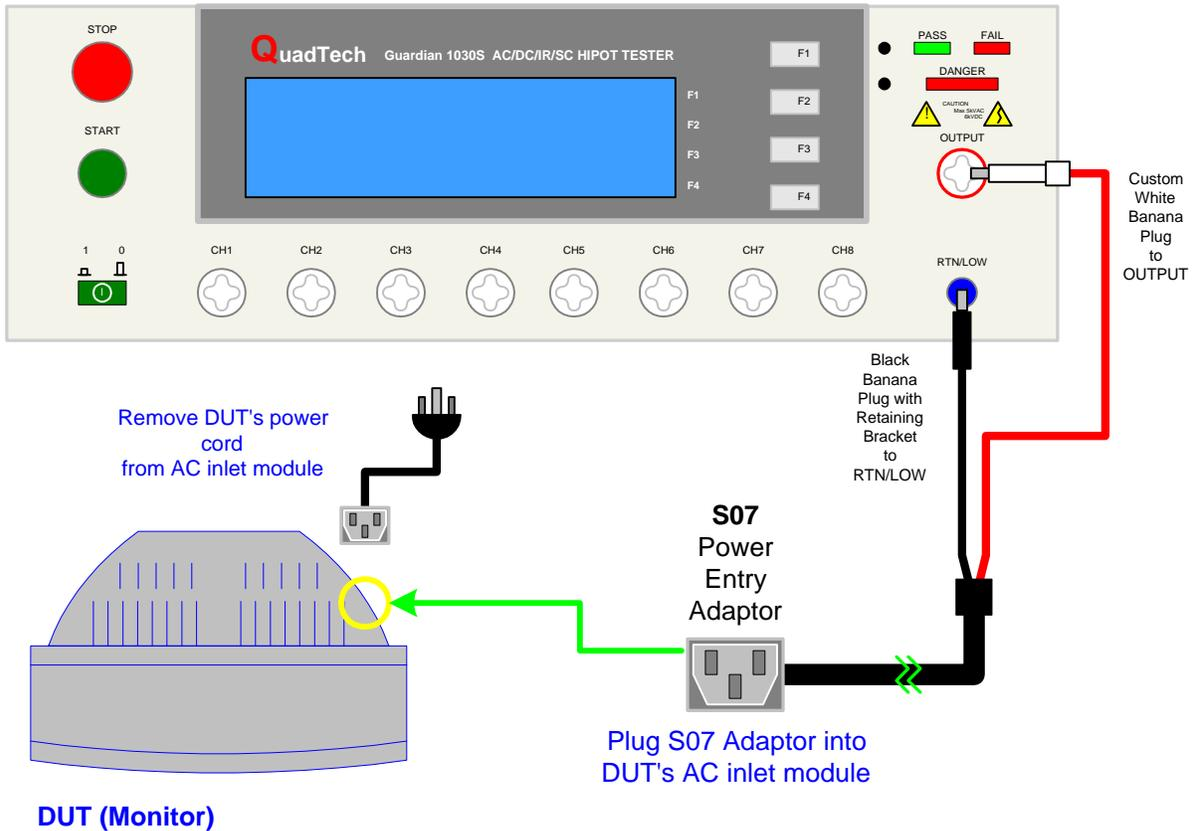 STOP
START
1 0
QuadTech Guardian 1030S AC/DC/IR/SC HIPOT TESTER
F1
F2
F3
F4
F1
F2
F3
F4
PASS FAIL
DANGER
CAUTION
Max 5kVAC
6kVDC
OUTPUT
Custom
White
Banana
Plug
to
OUTPUT
CH1 CH2 CH3 CH4 CH5 CH6 CH7 CH8
RTN/LOW
Black
Banana
Plug with
Retaining
Bracket
to
RTN/LOW
Remove DUT's power
cord
from AC inlet module
S07
Power
Entry
Adaptor
Plug S07 Adaptor into
DUT's AC inlet module
DUT (Monitor)